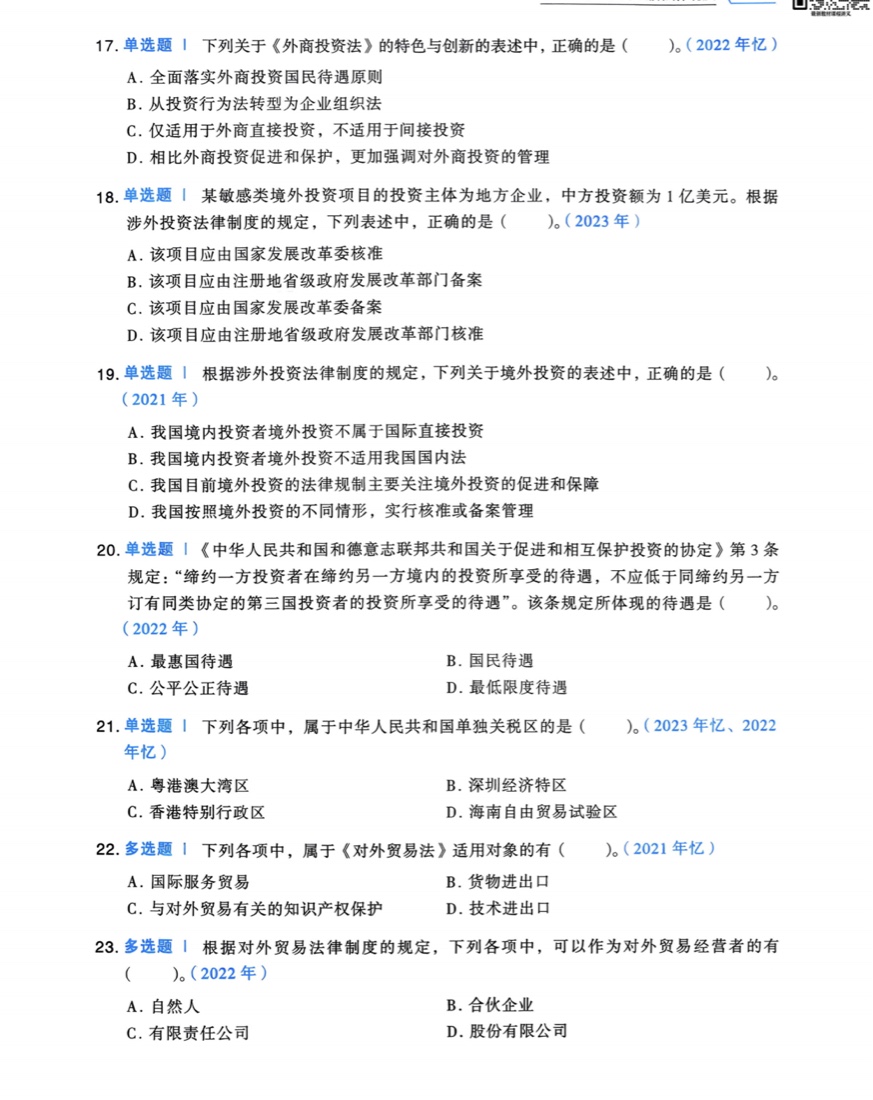 17. 单选题 | 下列关于《外商投资法》的特色与创新的表述中，正确的是（　　）。（2022 年忆）
A. 全面落实外商投资国民待遇原则
B. 从投资行为法转型为企业组织法
C. 仅适用于外商直接投资，不适用于间接投资
D. 相比外商投资促进和保护，更加强调对外商投资的管理
18. 单选题 | 某敏感类境外投资项目的投资主体为地方企业，中方投资额为 1 亿美元。根据
涉外投资法律制度的规定，下列表述中，正确的是（　　）。（2023 年）
A. 该项目应由国家发展改革委核准
B. 该项目应由注册地省级政府发展改革部门备案
C. 该项目应由国家发展改革委备案
D. 该项目应由注册地省级政府发展改革部门核准
19. 单选题 | 根据涉外投资法律制度的规定，下列关于境外投资的表述中，正确的是（　　）。
（2021 年）
A. 我国境内投资者境外投资不属于国际直接投资
B. 我国境内投资者境外投资不适用我国国内法
C. 我国目前境外投资的法律规制主要关注境外投资的促进和保障
D. 我国按照境外投资的不同情形，实行核准或备案管理
20. 单选题 |《中华人民共和国和德意志联邦共和国关于促进和相互保护投资的协定》第 3 条
规定：“缔约一方投资者在缔约另一方境内的投资所享受的待遇，不应低于同缔约另一方
订有同类协定的第三国投资者的投资所享受的待遇”。该条规定所体现的待遇是（　　）。
（2022 年）
A. 最惠国待遇　　B. 国民待遇
C. 公平公正待遇　　D. 最低限度待遇
21. 单选题 | 下列各项中，属于中华人民共和国单独关税区的是（　　）。（2023 年忆、2022
年忆）
A. 粤港澳大湾区　　B. 深圳经济特区
C. 香港特别行政区　　D. 海南自由贸易试验区
22. 多选题 | 下列各项中，属于《对外贸易法》适用对象的有（　　）。（2021 年忆）
A. 国际服务贸易　　B. 货物进出口
C. 与对外贸易有关的知识产权保护　　D. 技术进出口
23. 多选题 | 根据对外贸易法律制度的规定，下列各项中，可以作为对外贸易经营者的有
（　　）。（2022 年）
A. 自然人　　B. 合伙企业
C. 有限责任公司　　D. 股份有限公司